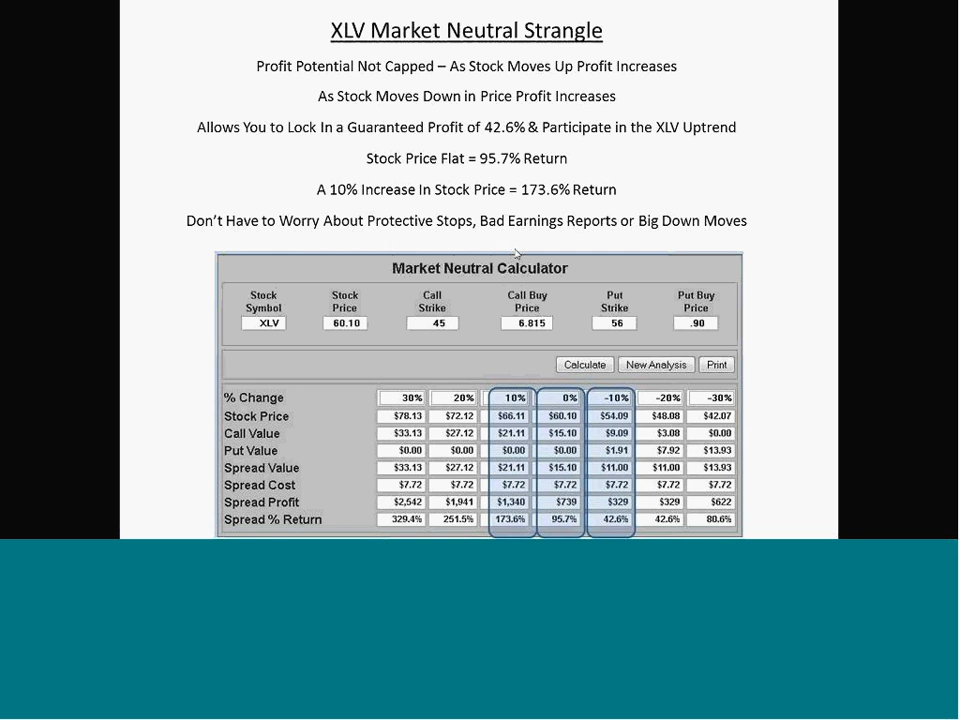 XLV Market Neutral Strangle
Profit Potential Not Capped – As Stock Moves Up Profit Increases
As Stock Moves Down in Price Profit Increases
Allows You to Lock In a Guaranteed Profit of 42.6% & Participate in the XLV Uptrend
Stock Price Flat = 95.7% Return
A 10% Increase In Stock Price = 173.6% Return
Don't Have to Worry About Protective Stops, Bad Earnings Reports or Big Down Moves
Market Neutral Calculator
Stock Symbol Stock Price Call Strike Call Buy Price Put Strike Put Buy Price
XLV 60.10 45 6.815 56 .90
Calculate New Analysis Print
% Change 30% 20% 10% 0% -10% -20% -30%
Stock Price $78.13 $72.12 $66.11 $60.10 $54.09 $48.08 $42.07
Call Value $33.13 $27.12 $21.11 $15.10 $9.09 $3.08 $0.00
Put Value $0.00 $0.00 $0.00 $0.00 $1.91 $7.92 $13.93
Spread Value $33.13 $27.12 $21.11 $15.10 $11.00 $11.00 $13.93
Spread Cost $7.72 $7.72 $7.72 $7.72 $7.72 $7.72 $7.72
Spread Profit $2,542 $1,941 $1,340 $739 $329 $329 $622
Spread % Return 329.4% 251.5% 173.6% 95.7% 42.6% 42.6% 80.6%